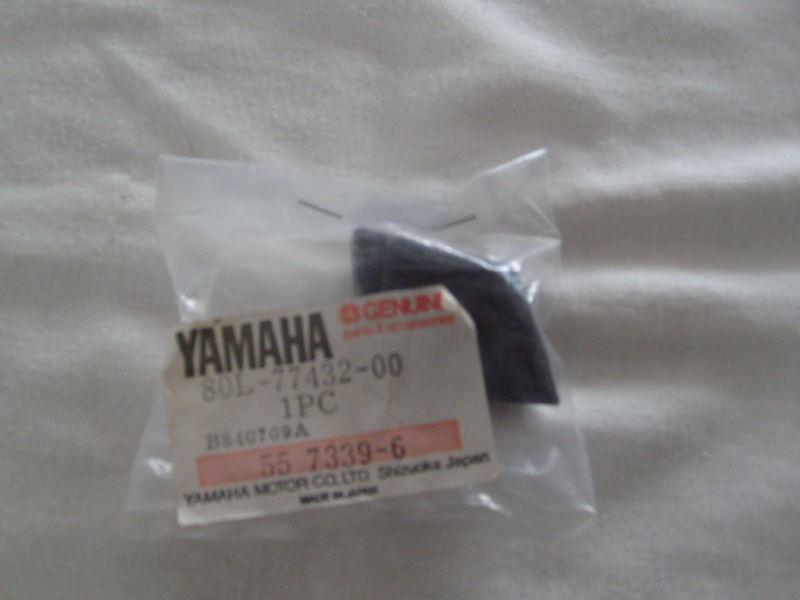 YAMAHA
GENUINE
parts & accessories
80L-77432-00
1PC
B840709A
55 7339-6
YAMAHA MOTOR CO., LTD. Shizuoka Japan
MADE IN JAPAN